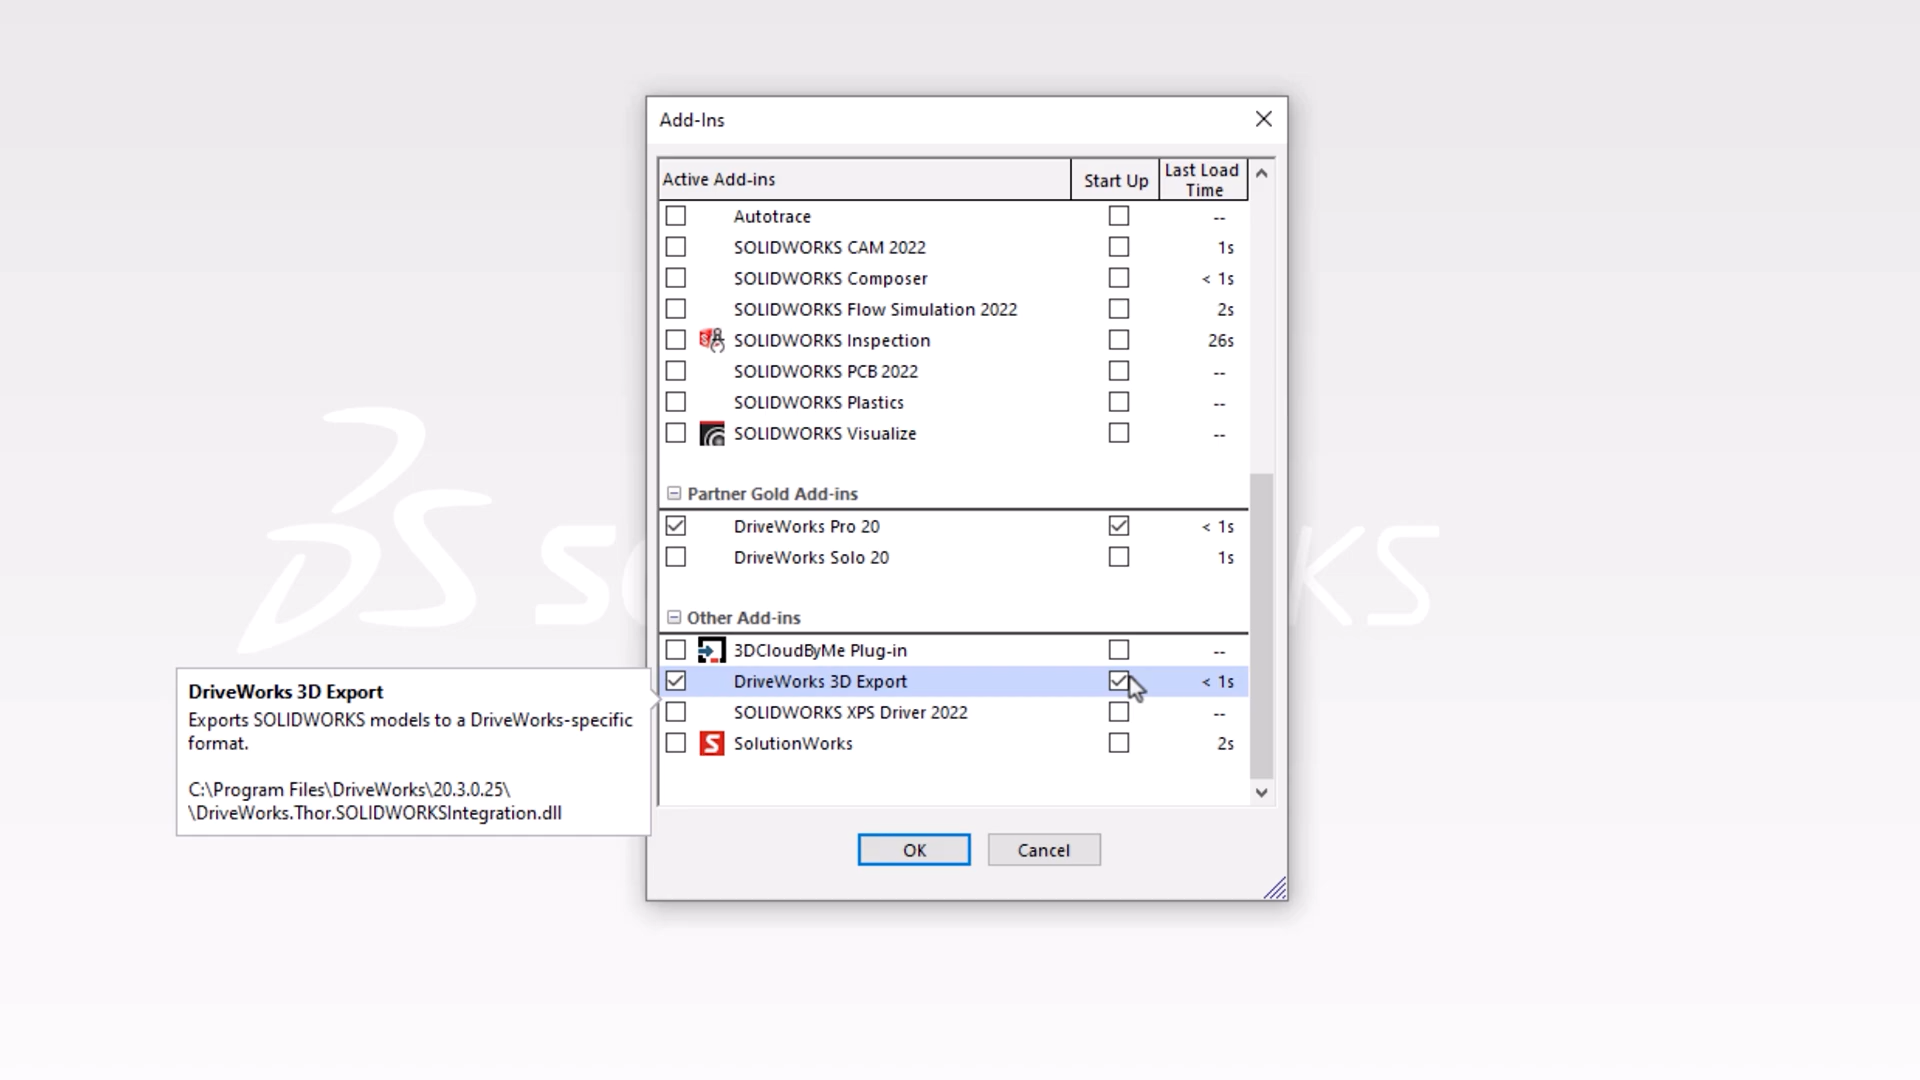 Add-Ins
Active Add-ins Start Up Last Load Time
Autotrace --
SOLIDWORKS CAM 2022 1s
SOLIDWORKS Composer < 1s
SOLIDWORKS Flow Simulation 2022 2s
SOLIDWORKS Inspection 26s
SOLIDWORKS PCB 2022 --
SOLIDWORKS Plastics --
SOLIDWORKS Visualize --
Partner Gold Add-ins
DriveWorks Pro 20 < 1s
DriveWorks Solo 20 1s
Other Add-ins
3DCloudByMe Plug-in --
DriveWorks 3D Export < 1s
SOLIDWORKS XPS Driver 2022 --
SolutionWorks 2s
OK Cancel
DriveWorks 3D Export
Exports SOLIDWORKS models to a DriveWorks-specific
format.
C:\Program Files\DriveWorks\20.3.0.25\
\DriveWorks.Thor.SOLIDWORKSIntegration.dll